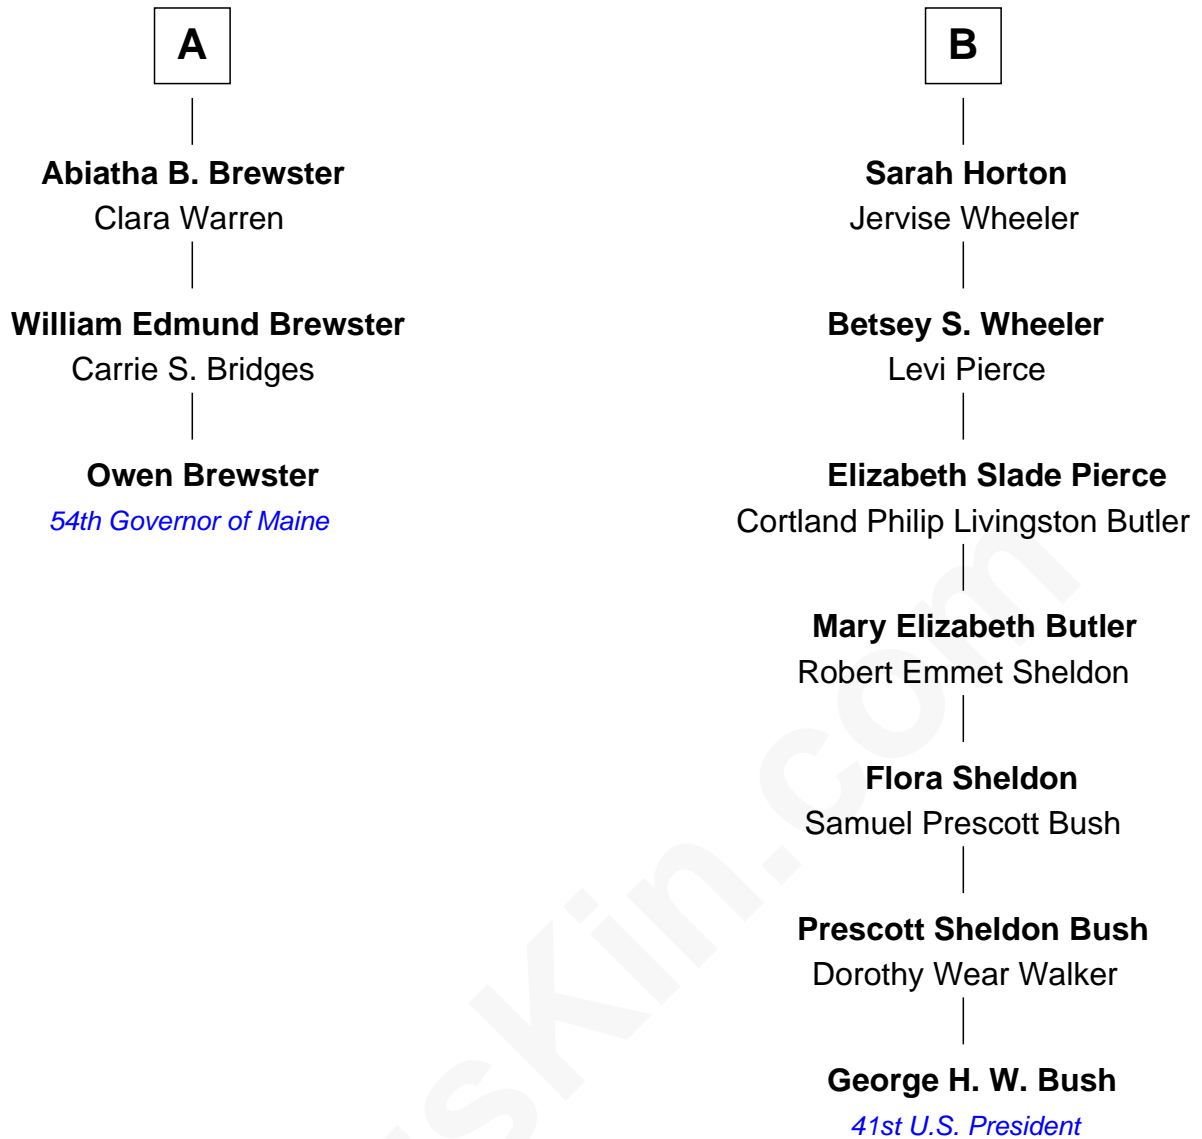 A
Abiatha B. Brewster
Clara Warren
William Edmund Brewster
Carrie S. Bridges
Owen Brewster
54th Governor of Maine
B
Sarah Horton
Jervise Wheeler
Betsey S. Wheeler
Levi Pierce
Elizabeth Slade Pierce
Cortland Philip Livingston Butler
Mary Elizabeth Butler
Robert Emmet Sheldon
Flora Sheldon
Samuel Prescott Bush
Prescott Sheldon Bush
Dorothy Wear Walker
George H. W. Bush
41st U.S. President